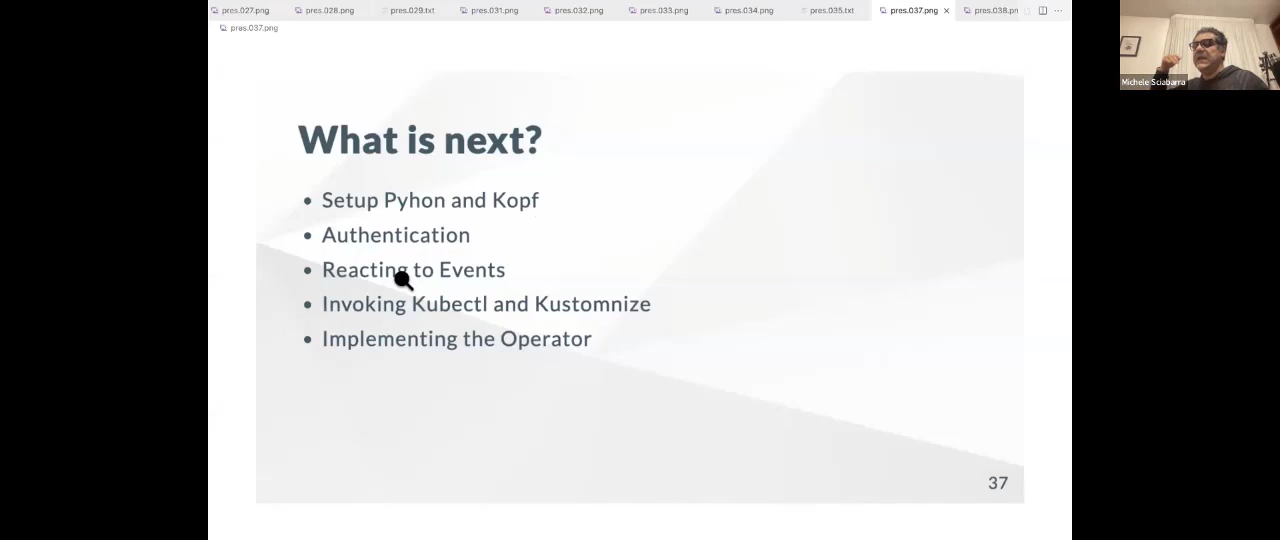 pres.027.png pres.028.png pres.029.txt pres.031.png pres.032.png pres.033.png pres.034.png pres.035.txt pres.037.png pres.038.pn
pres.037.png
Michele Sciabarra
What is next?
• Setup Pyhon and Kopf
• Authentication
• Reacting to Events
• Invoking Kubectl and Kustomnize
• Implementing the Operator
37